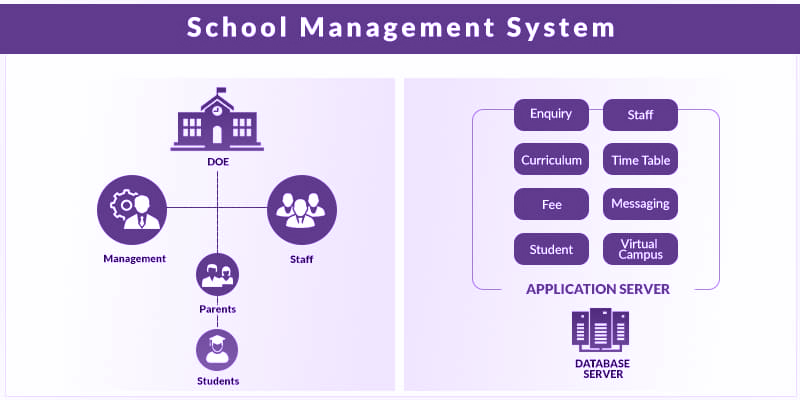 School Management System
DOE
Management
Staff
Parents
Students
Enquiry
Staff
Curriculum
Time Table
Fee
Messaging
Student
Virtual
Campus
APPLICATION SERVER
DATABASE
SERVER